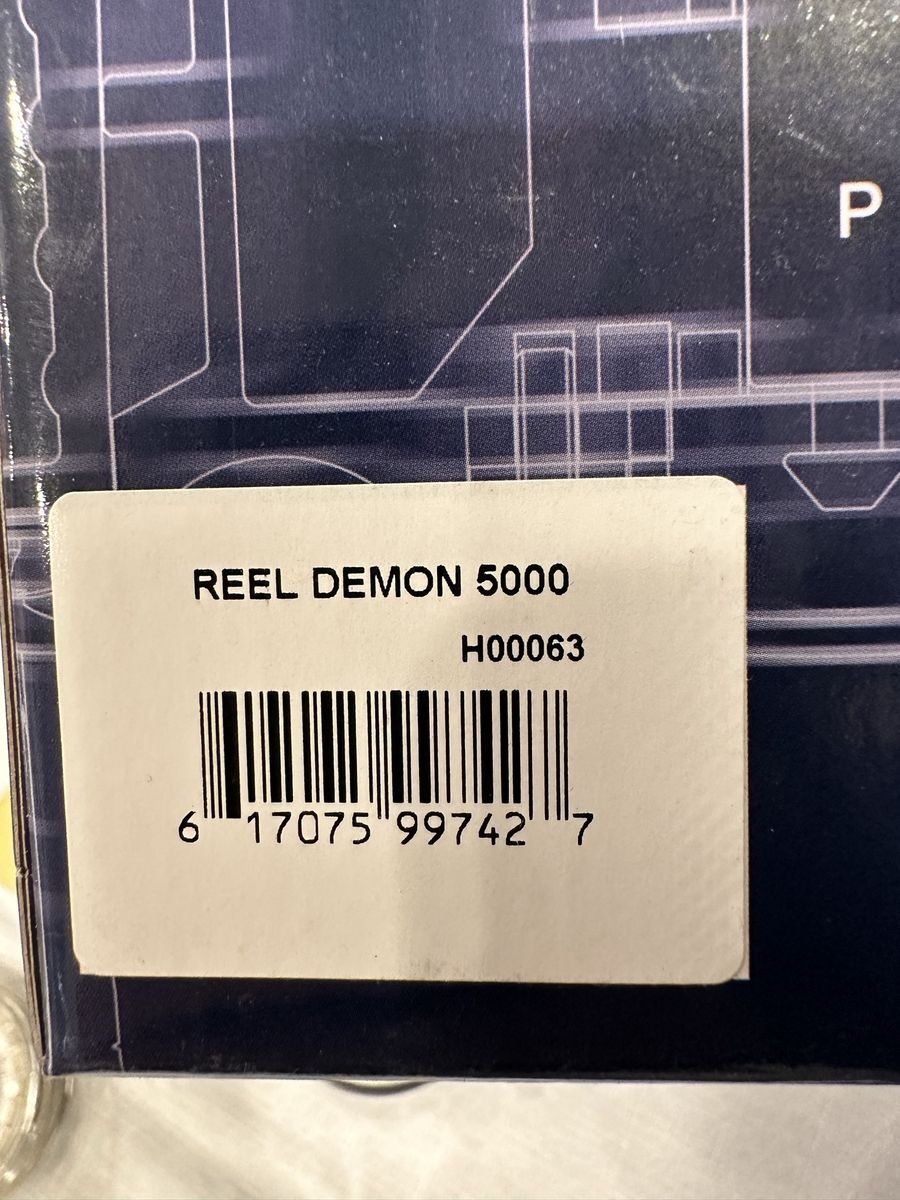 P
REEL DEMON 5000
H00063
6 17075 99742 7